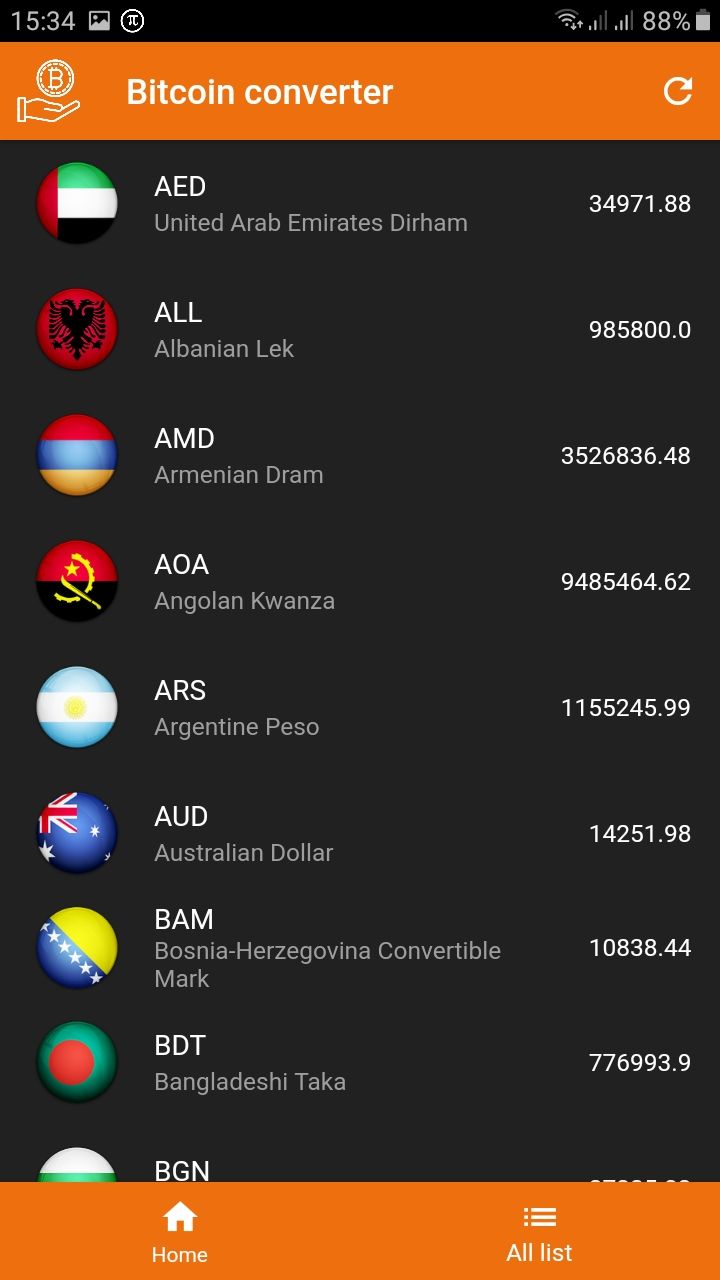 15:34
88%
Bitcoin converter
AED
United Arab Emirates Dirham
34971.88
ALL
Albanian Lek
985800.0
AMD
Armenian Dram
3526836.48
AOA
Angolan Kwanza
9485464.62
ARS
Argentine Peso
1155245.99
AUD
Australian Dollar
14251.98
BAM
Bosnia-Herzegovina Convertible
Mark
10838.44
BDT
Bangladeshi Taka
776993.9
BGN
Home
All list